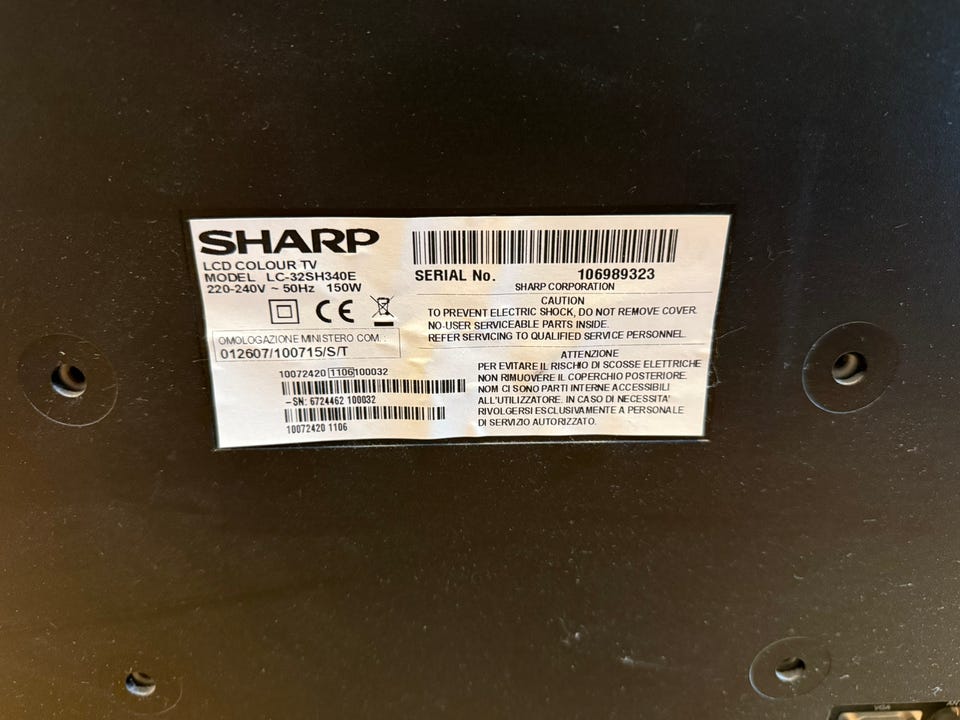 SHARP
LCD COLOUR TV
MODEL LC-32SH340E
220-240V ~ 50Hz 150W
CE
OMOLOGAZIONE MINISTERO COM.:
012607/100715/S/T
10072420 1106 100032
-SN: 6724462 100032
10072420 1106
SERIAL No. 106989323
SHARP CORPORATION
CAUTION
TO PREVENT ELECTRIC SHOCK, DO NOT REMOVE COVER.
NO-USER SERVICEABLE PARTS INSIDE.
REFER SERVICING TO QUALIFIED SERVICE PERSONNEL.
ATTENZIONE
PER EVITARE IL RISCHIO DI SCOSSE ELETTRICHE
NON RIMUOVERE IL COPERCHIO POSTERIORE.
NOM CI SONO PARTI INTERNE ACCESSIBILI
ALL'UTILIZZATORE. IN CASO DI NECESSITA'
RIVOLGERSI ESCLUSIVAMENTE A PERSONALE
DI SERVIZIO AUTORIZZATO.
VGA